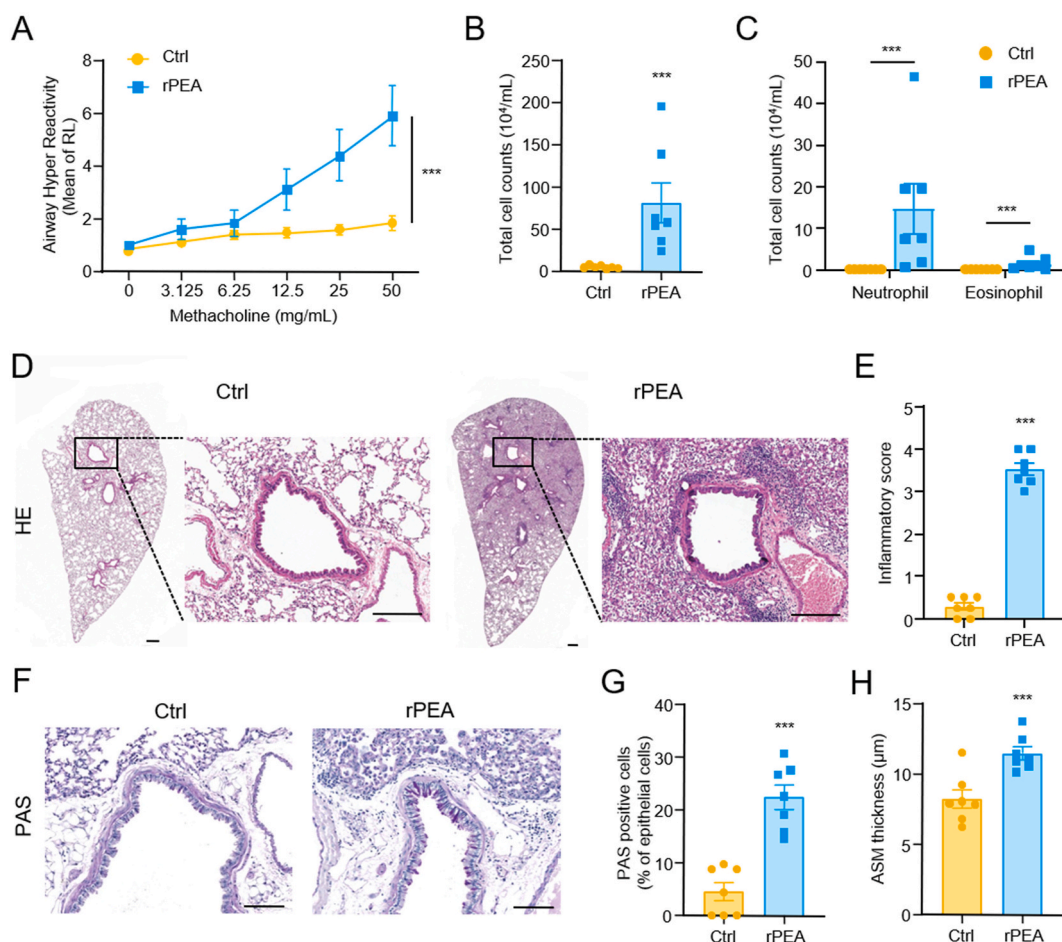 A
Ctrl
rPEA
Airway Hyper Reactivity
(Mean of RL)
8
6
4
2
0
0 3.125 6.25 12.5 25 50
Methacholine (mg/mL)
***
B
Total cell counts (10⁴/mL)
250
200
150
100
50
0
***
Ctrl rPEA
C
Total cell counts (10⁴/mL)
50
40
30
20
10
0
***
***
Ctrl
rPEA
Neutrophil Eosinophil
D
Ctrl rPEA
HE
E
Inflammatory score
5
4
3
2
1
0
***
Ctrl rPEA
F
Ctrl rPEA
PAS
G
PAS positive cells
(% of epithelial cells)
40
30
20
10
0
***
Ctrl rPEA
H
ASM thickness (μm)
15
10
5
0
***
Ctrl rPEA